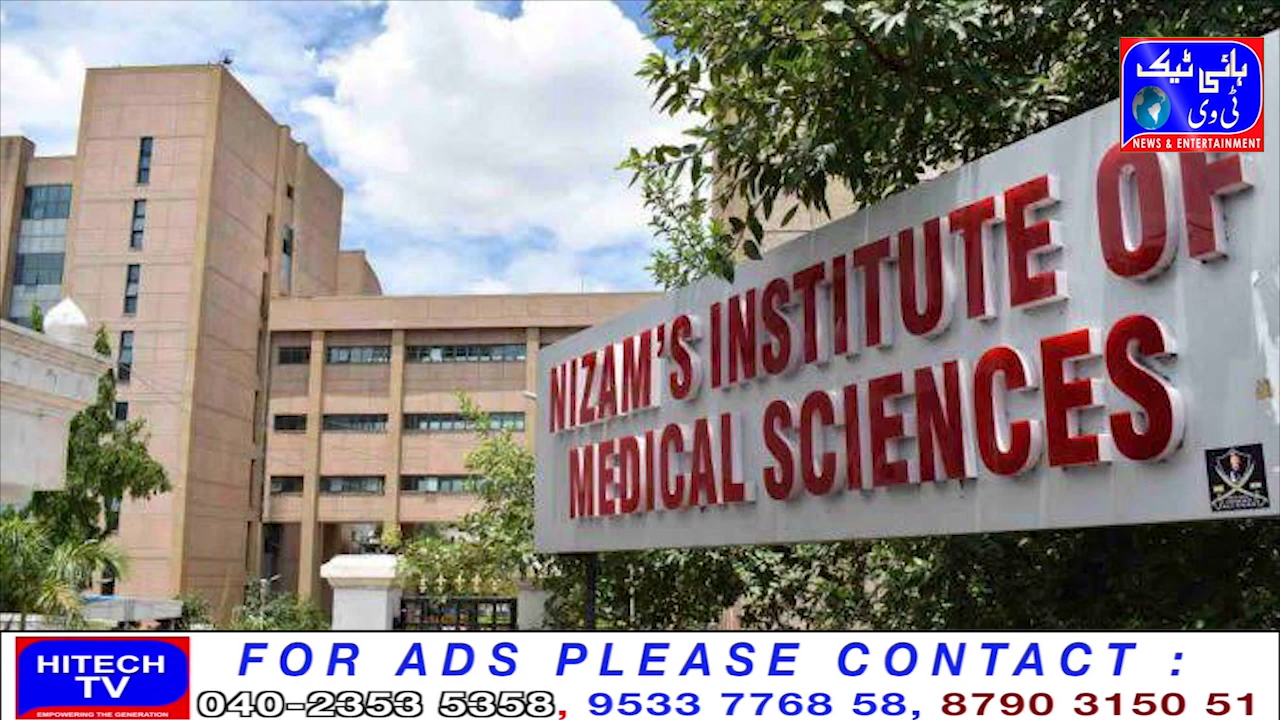 ہائی ٹیک
ٹی وی
NEWS & ENTERTAINMENT
NIZAM'S INSTITUTE OF
MEDICAL SCIENCES
HITECH
TV
EMPOWERING THE GENERATION
FOR ADS PLEASE CONTACT :
040-2353 5358, 9533 7768 58, 8790 3150 51